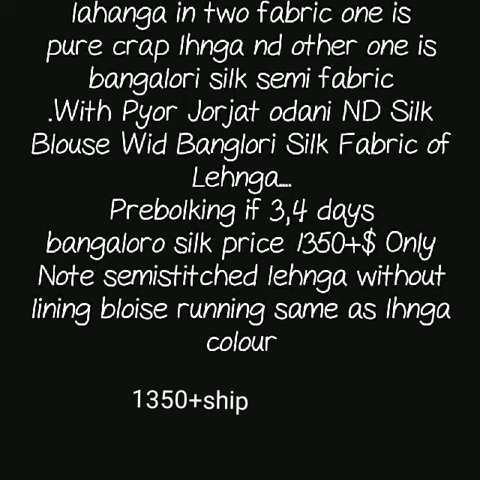 lahanga in two fabric one is
pure crap lhnga nd other one is
bangalori silk semi fabric
.With Pyor Jorjat odani ND Silk
Blouse Wid Banglori Silk Fabric of
Lehnga....
Prebolking if 3,4 days
bangaloro silk price 1350+$ Only
Note semistitched lehnga without
lining bloise running same as lhnga
colour
1350+ship